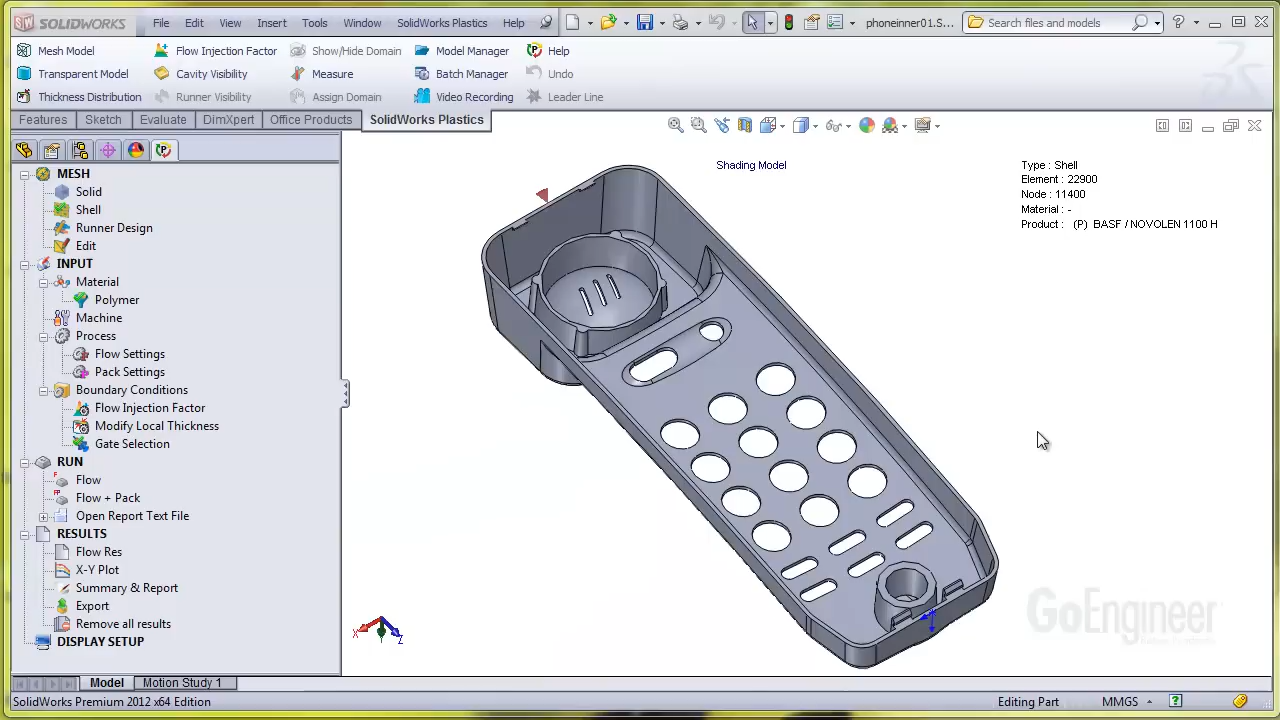 SOLIDWORKS File Edit View Insert Tools Window SolidWorks Plastics Help phoneinner01.S... Search files and models
Mesh Model Flow Injection Factor Show/Hide Domain Model Manager Help
Transparent Model Cavity Visibility Measure Batch Manager Undo
Thickness Distribution Runner Visibility Assign Domain Video Recording Leader Line
Features Sketch Evaluate DimXpert Office Products SolidWorks Plastics
Shading Model
Type : Shell
Element : 22900
Node : 11400
Material : -
Product : (P) BASF / NOVOLEN 1100 H
MESH
Solid
Shell
Runner Design
Edit
INPUT
Material
Polymer
Machine
Process
Flow Settings
Pack Settings
Boundary Conditions
Flow Injection Factor
Modify Local Thickness
Gate Selection
RUN
Flow
Flow + Pack
Open Report Text File
RESULTS
Flow Res
X-Y Plot
Summary & Report
Export
Remove all results
DISPLAY SETUP
X Z
GoEngineer
Model Motion Study 1
SolidWorks Premium 2012 x64 Edition Editing Part MMGS